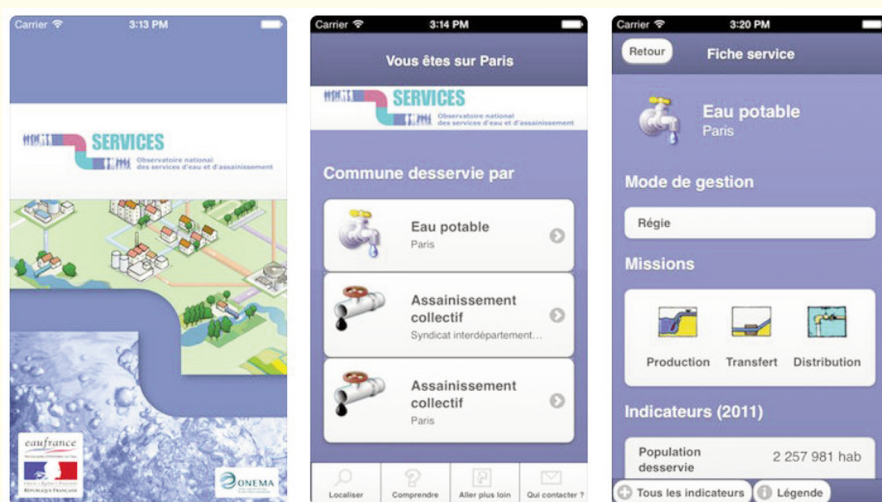 Carrier 3:13 PM
SERVICES
Observatoire national
des services d'eau et d'assainissement
eaufrance
Liberté • Égalité • Fraternité
RÉPUBLIQUE FRANÇAISE
ONEMA
Carrier 3:14 PM
Vous êtes sur Paris
SERVICES
Observatoire national
des services d'eau et d'assainissement
Commune desservie par
Eau potable
Paris
Assainissement
collectif
Syndicat interdépartement...
Assainissement
collectif
Paris
Localiser Comprendre Aller plus loin Qui contacter ?
Carrier 3:20 PM
Retour Fiche service
Eau potable
Paris
Mode de gestion
Régie
Missions
Production Transfert Distribution
Indicateurs (2011)
Population
desservie 2 257 981 hab
Tous les indicateurs Légende